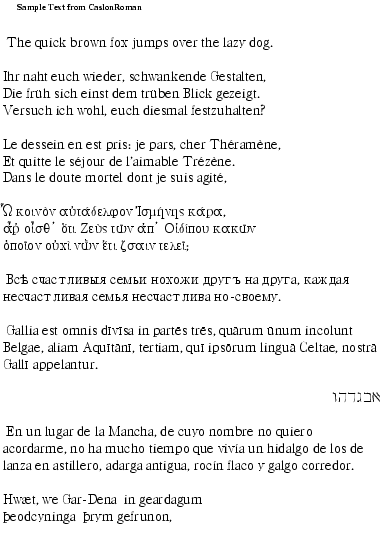 Sample Text from CaslonRoman
The quick brown fox jumps over the lazy dog.
Ihr naht euch wieder, schwankende Gestalten,
Die früh sich einst dem trüben Blick gezeigt.
Versuch ich wohl, euch diesmal festzuhalten?
Le dessein en est pris: je pars, cher Théramène,
Et quitte le séjour de l'aimable Trézène.
Dans le doute mortel dont je suis agité,
Ὦ κοινὸν αὐτάδελφον Ἰσμήνης κάρα,
ἆρ᾽ οἶσθ᾽ ὅτι Ζεὺς τῶν ἀπ᾽ Οἰδίπου κακῶν
ὁποῖον οὐχὶ νῷν ἔτι ζσαιν τελεῖ;
Всѣ счастливыя семьи нохожи другъ на друга, каждая
несчастливая семья несчастлива но-своему.
Gallia est omnis dīvīsa in partēs trēs, quārum ūnum incolunt
Belgae, aliam Aquītānī, tertiam, quī ipsōrum linguā Celtae, nostrā
Gallī appelantur.
אבגדהו
En un lugar de la Mancha, de cuyo nombre no quiero
acordarme, no ha mucho tiempo que vivía un hidalgo de los de
lanza en astillero, adarga antigua, rocín flaco y galgo corredor.
Hwæt, we Gar-Dena in geardagum
þeodcyninga þrym gefrunon,